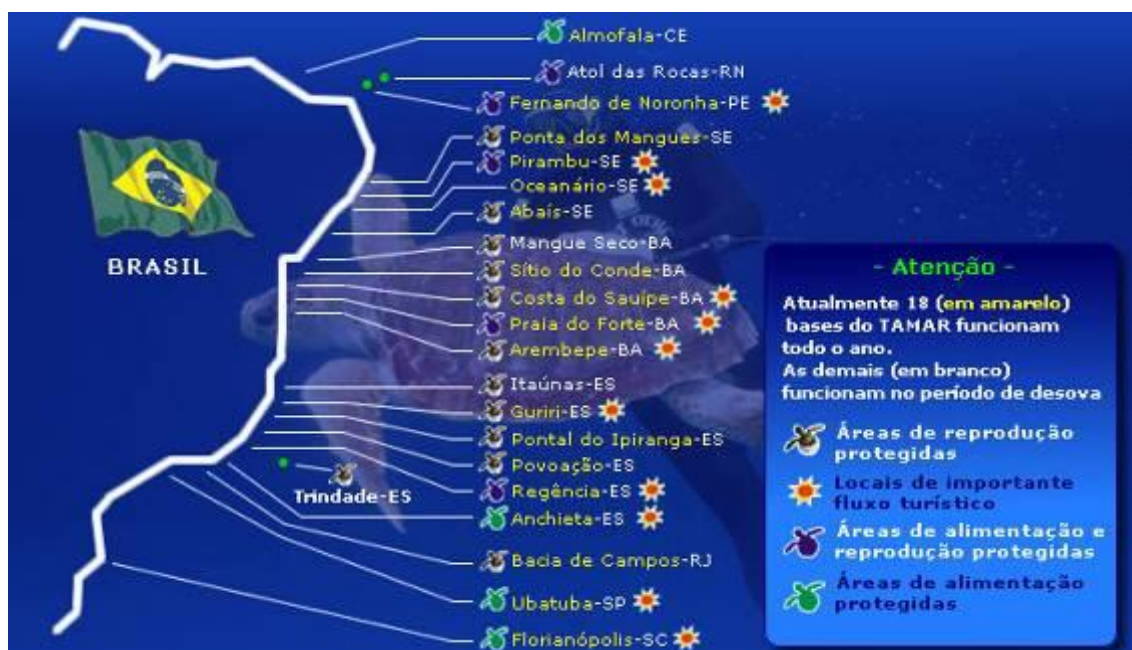 Almofala-CE
Atol das Rocas-RN
Fernando de Noronha-PE
Ponta dos Mangues-SE
Pirambu-SE
Oceanário-SE
Abaís-SE
BRASIL
Mangue Seco-BA
Sítio do Conde-BA
Costa do Sauípe-BA
Praia do Forte-BA
Arembepe-BA
Itaúnas-ES
Guriri-ES
Pontal do Ipiranga-ES
Povoação-ES
Trindade-ES
Regência-ES
Anchieta-ES
Bacia de Campos-RJ
Ubatuba-SP
Florianópolis-SC
- Atenção -
Atualmente 18 (em amarelo)
bases do TAMAR funcionam
todo o ano.
As demais (em branco)
funcionam no período de desova
Áreas de reprodução
protegidas
Locais de importante
fluxo turístico
Áreas de alimentação e
reprodução protegidas
Áreas de alimentação
protegidas